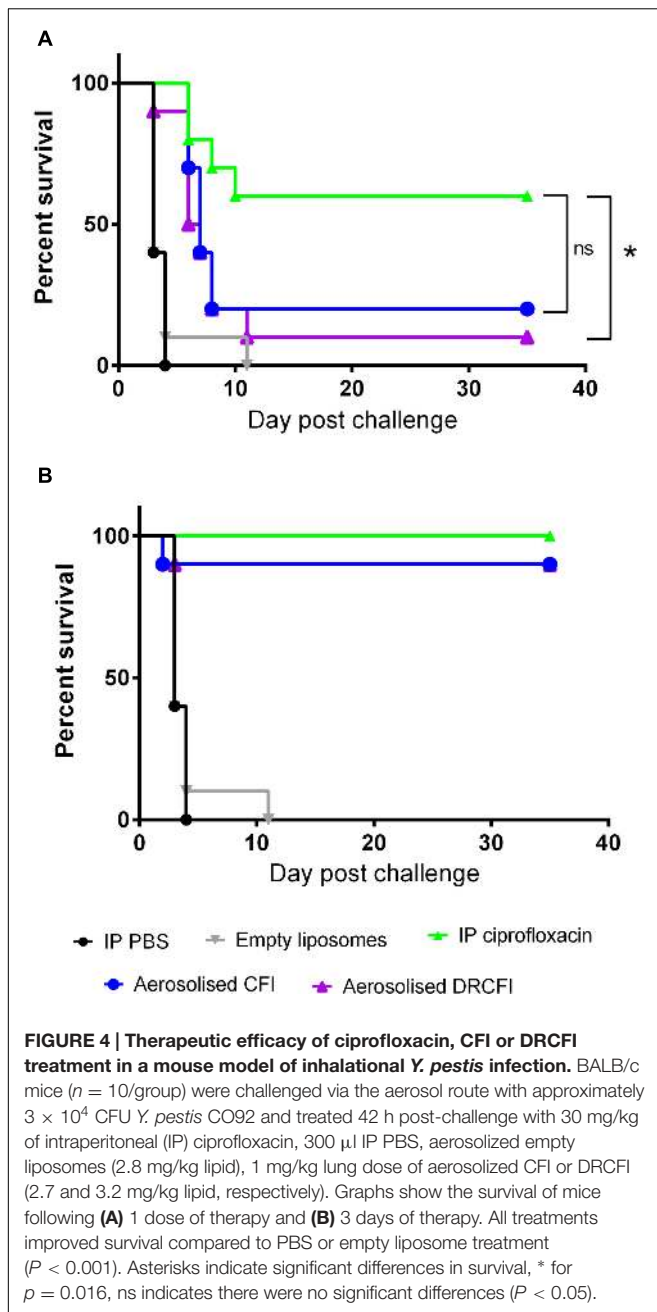 A
100
50
0
Percent survival
ns
*
0 10 20 30 40
Day post challenge
B
100
50
0
Percent survival
0 10 20 30 40
Day post challenge
IP PBS Empty liposomes IP ciprofloxacin
Aerosolised CFI Aerosolised DRCFI
FIGURE 4 | Therapeutic efficacy of ciprofloxacin, CFI or DRCFI
treatment in a mouse model of inhalational Y. pestis infection. BALB/c
mice (n = 10/group) were challenged via the aerosol route with approximately
3 × 10⁴ CFU Y. pestis CO92 and treated 42 h post-challenge with 30 mg/kg
of intraperitoneal (IP) ciprofloxacin, 300 μl IP PBS, aerosolized empty
liposomes (2.8 mg/kg lipid), 1 mg/kg lung dose of aerosolized CFI or DRCFI
(2.7 and 3.2 mg/kg lipid, respectively). Graphs show the survival of mice
following (A) 1 dose of therapy and (B) 3 days of therapy. All treatments
improved survival compared to PBS or empty liposome treatment
(P < 0.001). Asterisks indicate significant differences in survival, * for
p = 0.016, ns indicates there were no significant differences (P < 0.05).